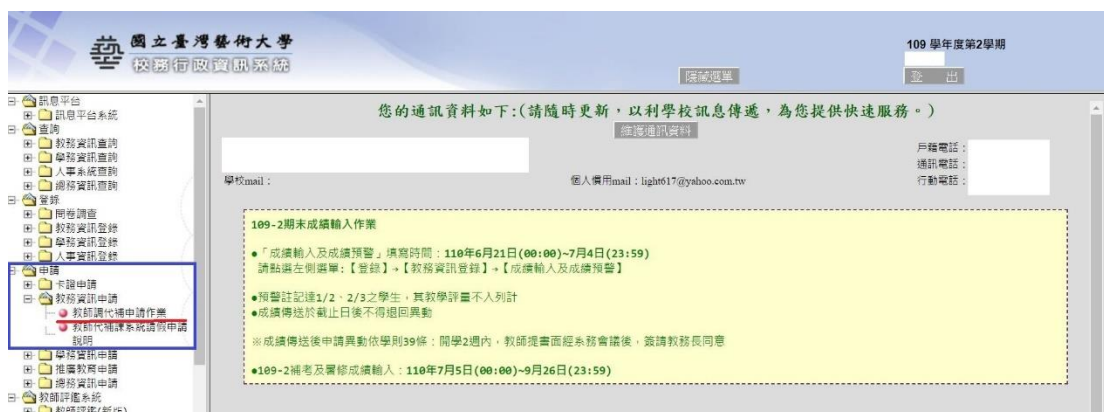 國立臺灣藝術大學
校務行政資訊系統
109 學年度第2學期
隱藏選單
登 出
訊息平台
訊息平台系統
查詢
教務資訊查詢
學務資訊查詢
人事系統查詢
總務資訊查詢
登錄
問卷調查
教務資訊登錄
學務資訊登錄
人事資訊登錄
申請
卡證申請
教務資訊申請
教師調代補申請作業
教師代補課系統請假申請
說明
學務資訊申請
推廣教育申請
總務資訊申請
教師評鑑系統
教師評鑑(新版)
您的通訊資料如下:(請隨時更新，以利學校訊息傳遞，為您提供快速服務。)
維護通訊資料
戶籍電話：
通訊電話：
行動電話：
學校mail：
個人慣用mail：light617@yahoo.com.tw
109-2期末成績輸入作業
●「成績輸入及成績預警」填寫時間：110年6月21日(00:00)~7月4日(23:59)
請點選左側選單:【登錄】→【教務資訊登錄】→【成績輸入及成績預警】
●預警註記達1/2、2/3之學生，其教學評量不入列計
●成績傳送於截止日後不得退回異動
※成績傳送後申請異動依學則39條：開學2週內，教師提書面經系務會議後，簽請教務長同意
●109-2補考及暑修成績輸入：110年7月5日(00:00)~9月26日(23:59)